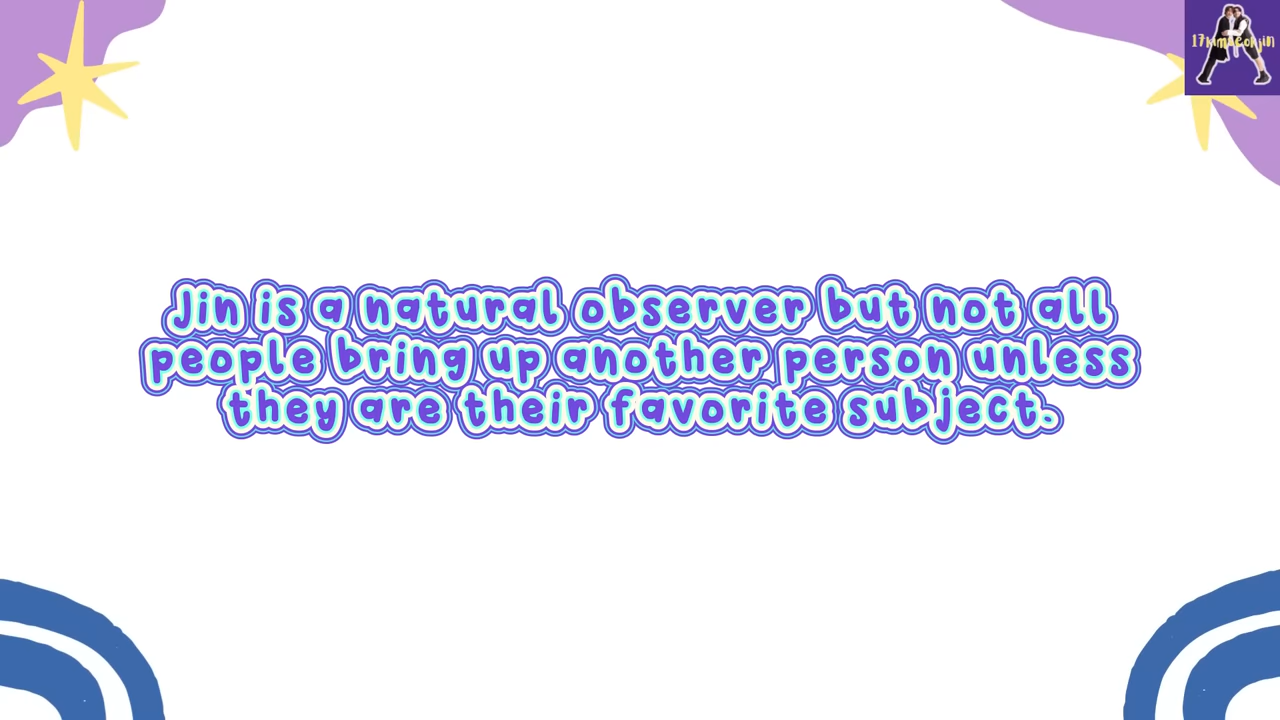 Jin is a natural observer but not all
people bring up another person unless
they are their favorite subject.